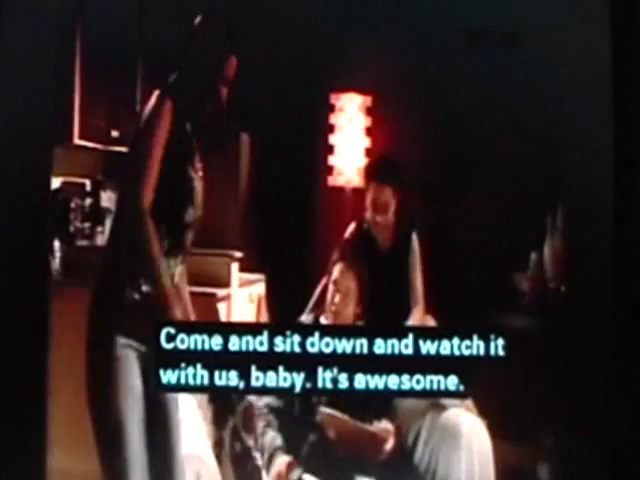 Come and sit down and watch it
with us, baby. It's awesome.